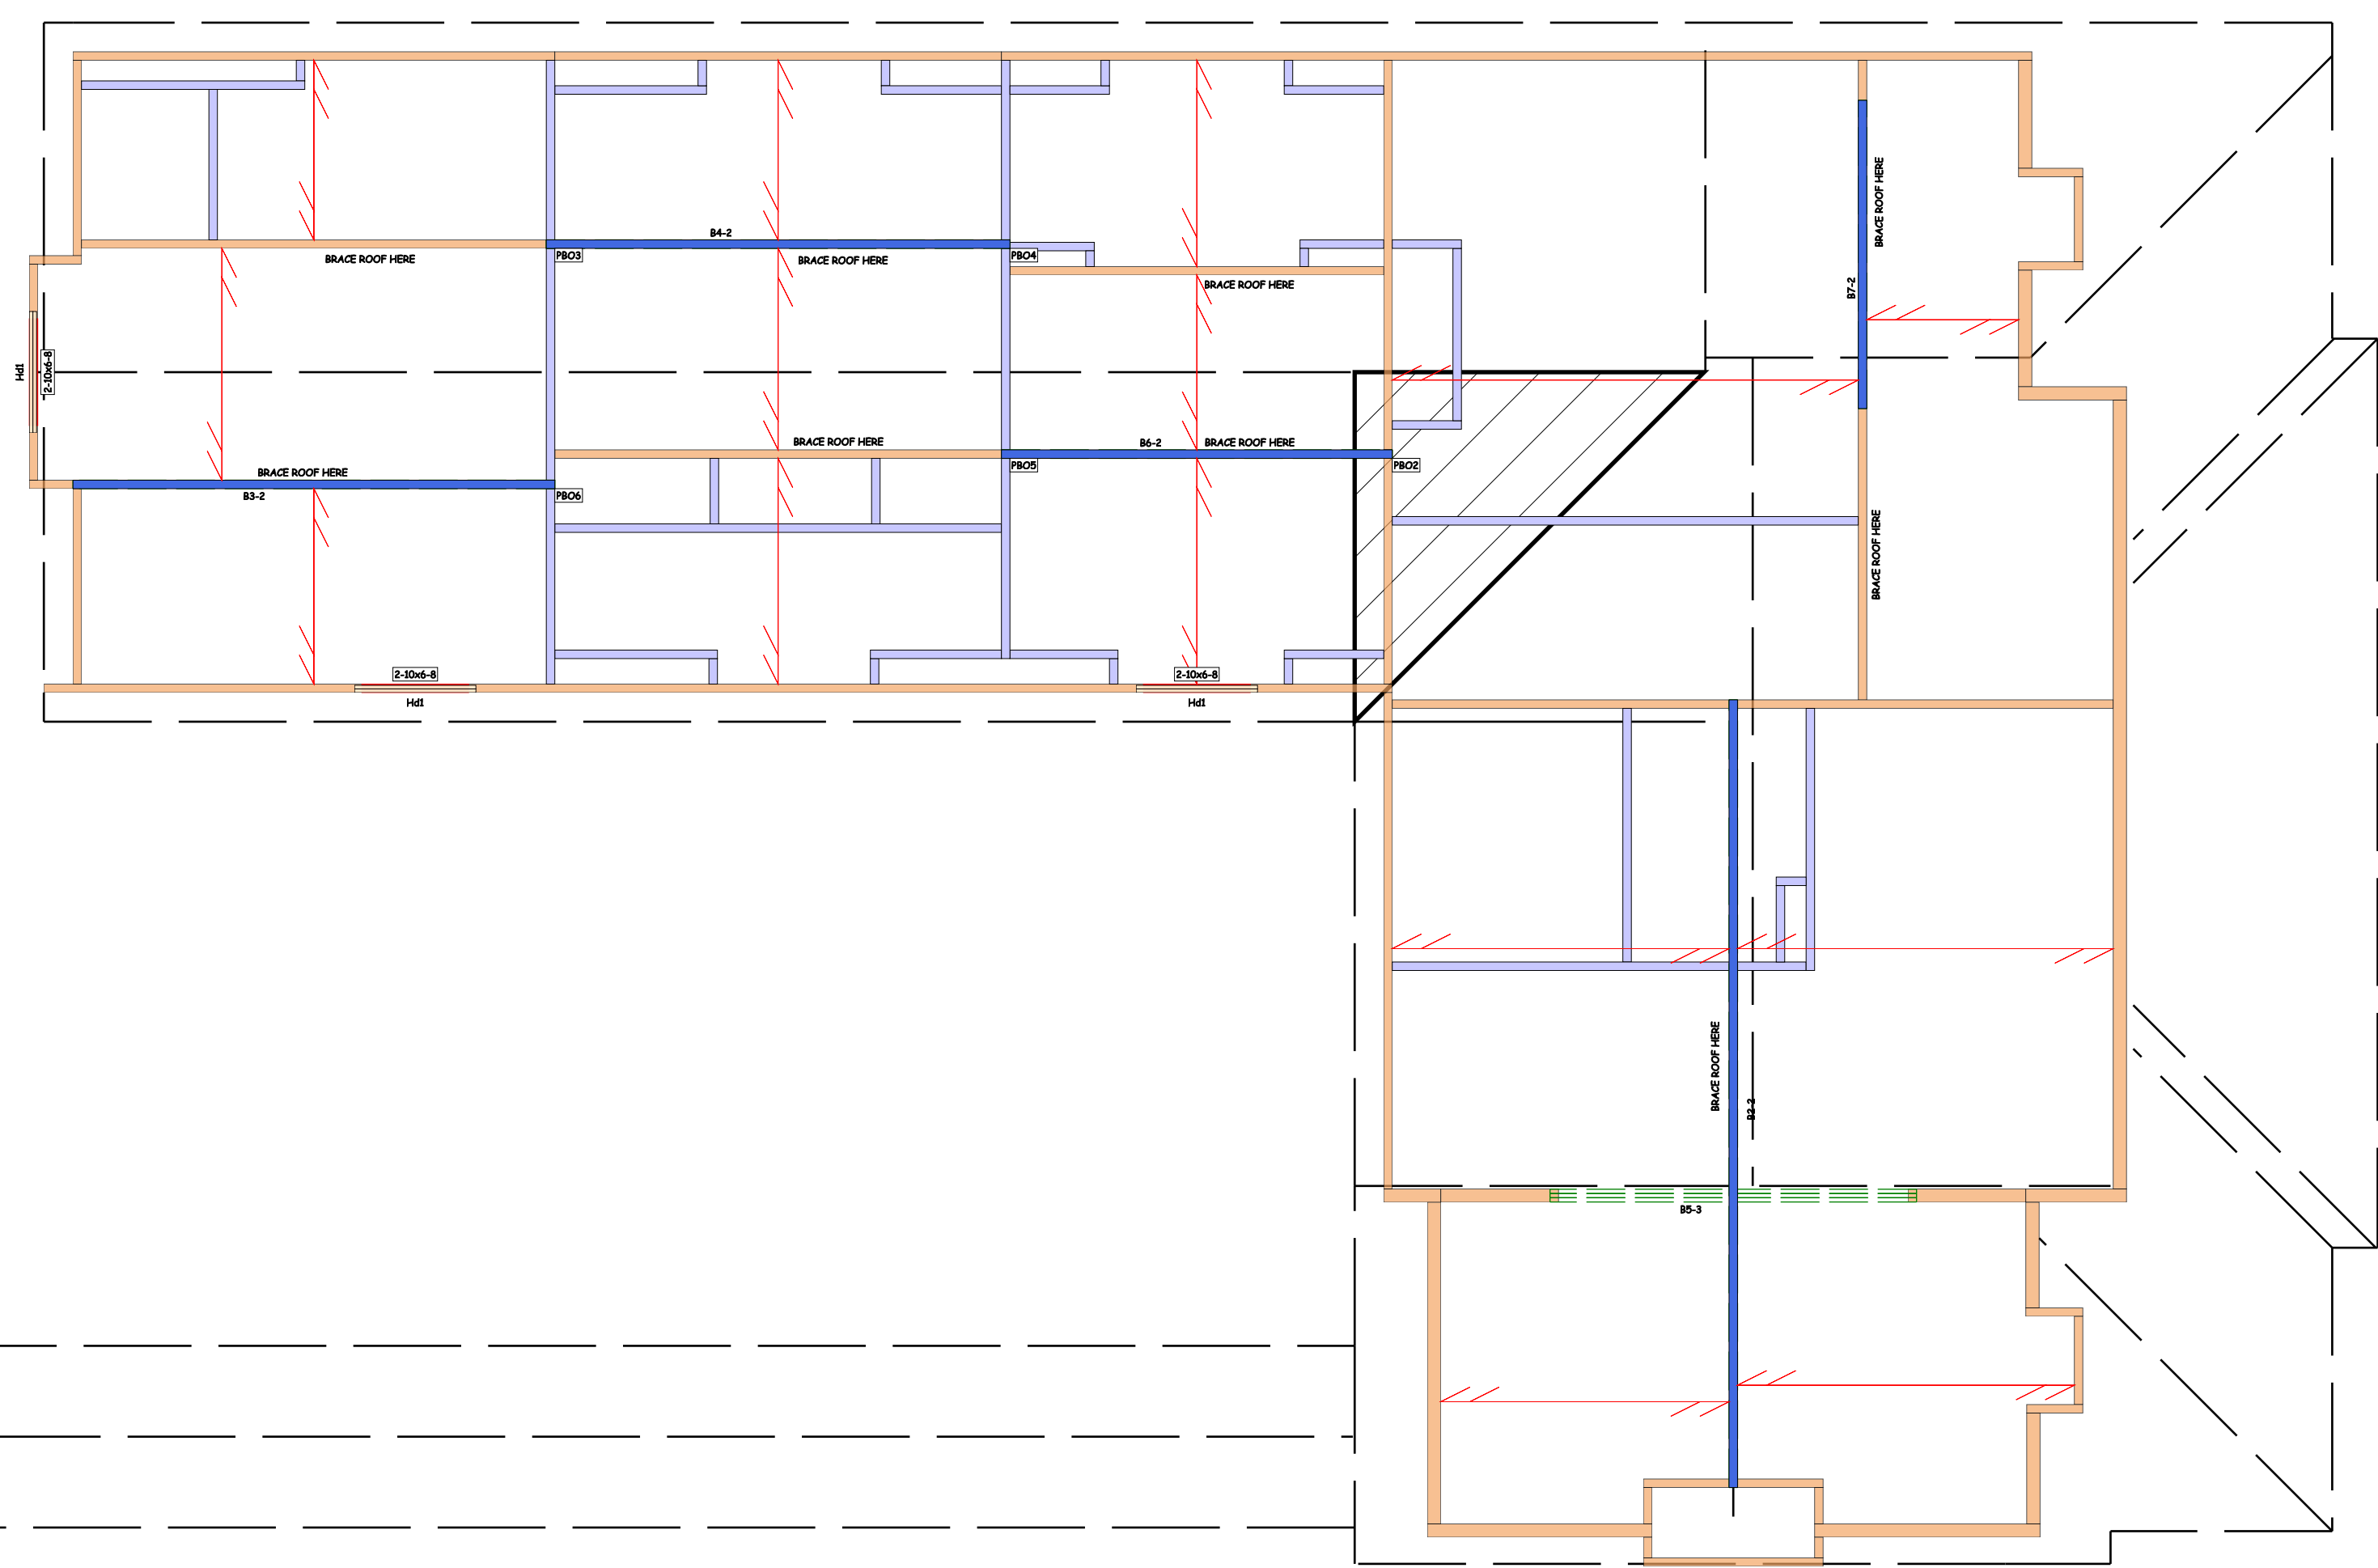 BRACE ROOF HERE
B4-2
BRACE ROOF HERE
PBO3
BRACE ROOF HERE
PBO4
BRACE ROOF HERE
B7-2
Hd1
2-10x6-8
BRACE ROOF HERE
B6-2
BRACE ROOF HERE
PBO5
PBO2
BRACE ROOF HERE
B3-2
PBO6
BRACE ROOF HERE
2-10x6-8
Hd1
2-10x6-8
Hd1
BRACE ROOF HERE
B2-2
B5-3